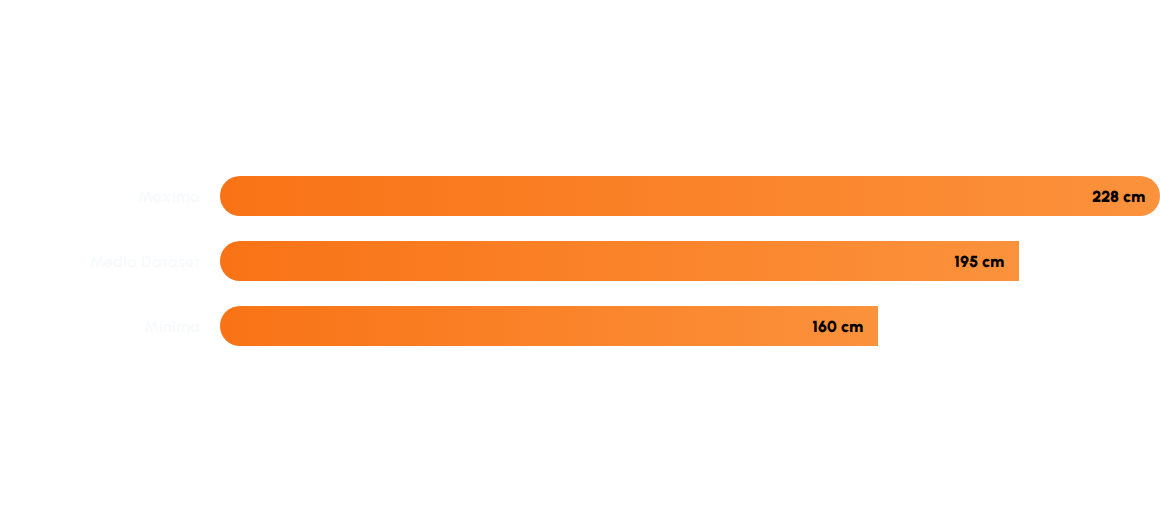 Maxima 228 cm
Media Dataset 195 cm
Minima 160 cm